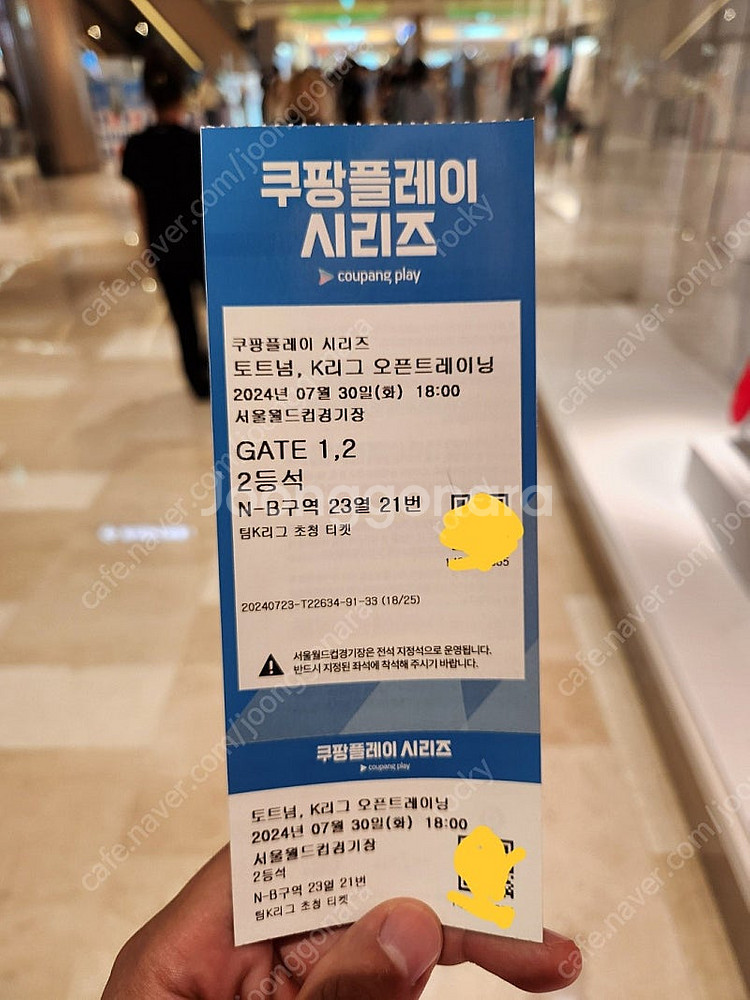 쿠팡플레이
시리즈
coupang play
쿠팡플레이 시리즈
토트넘, K리그 오픈트레이닝
2024년 07월 30일(화) 18:00
서울월드컵경기장
GATE 1,2
2등석
N-B구역 23열 21번
팀K리그 초청 티켓
20240723-T22634-91-33 (18/25)
서울월드컵경기장은 전석 지정석으로 운영됩니다.
반드시 지정된 좌석에 착석해 주시기 바랍니다.
쿠팡플레이 시리즈
coupang play
토트넘, K리그 오픈트레이닝
2024년 07월 30일(화) 18:00
서울월드컵경기장
2등석
N-B구역 23열 21번
팀K리그 초청 티켓
Joonggonara
cafe.naver.com/joonggonara
rocky